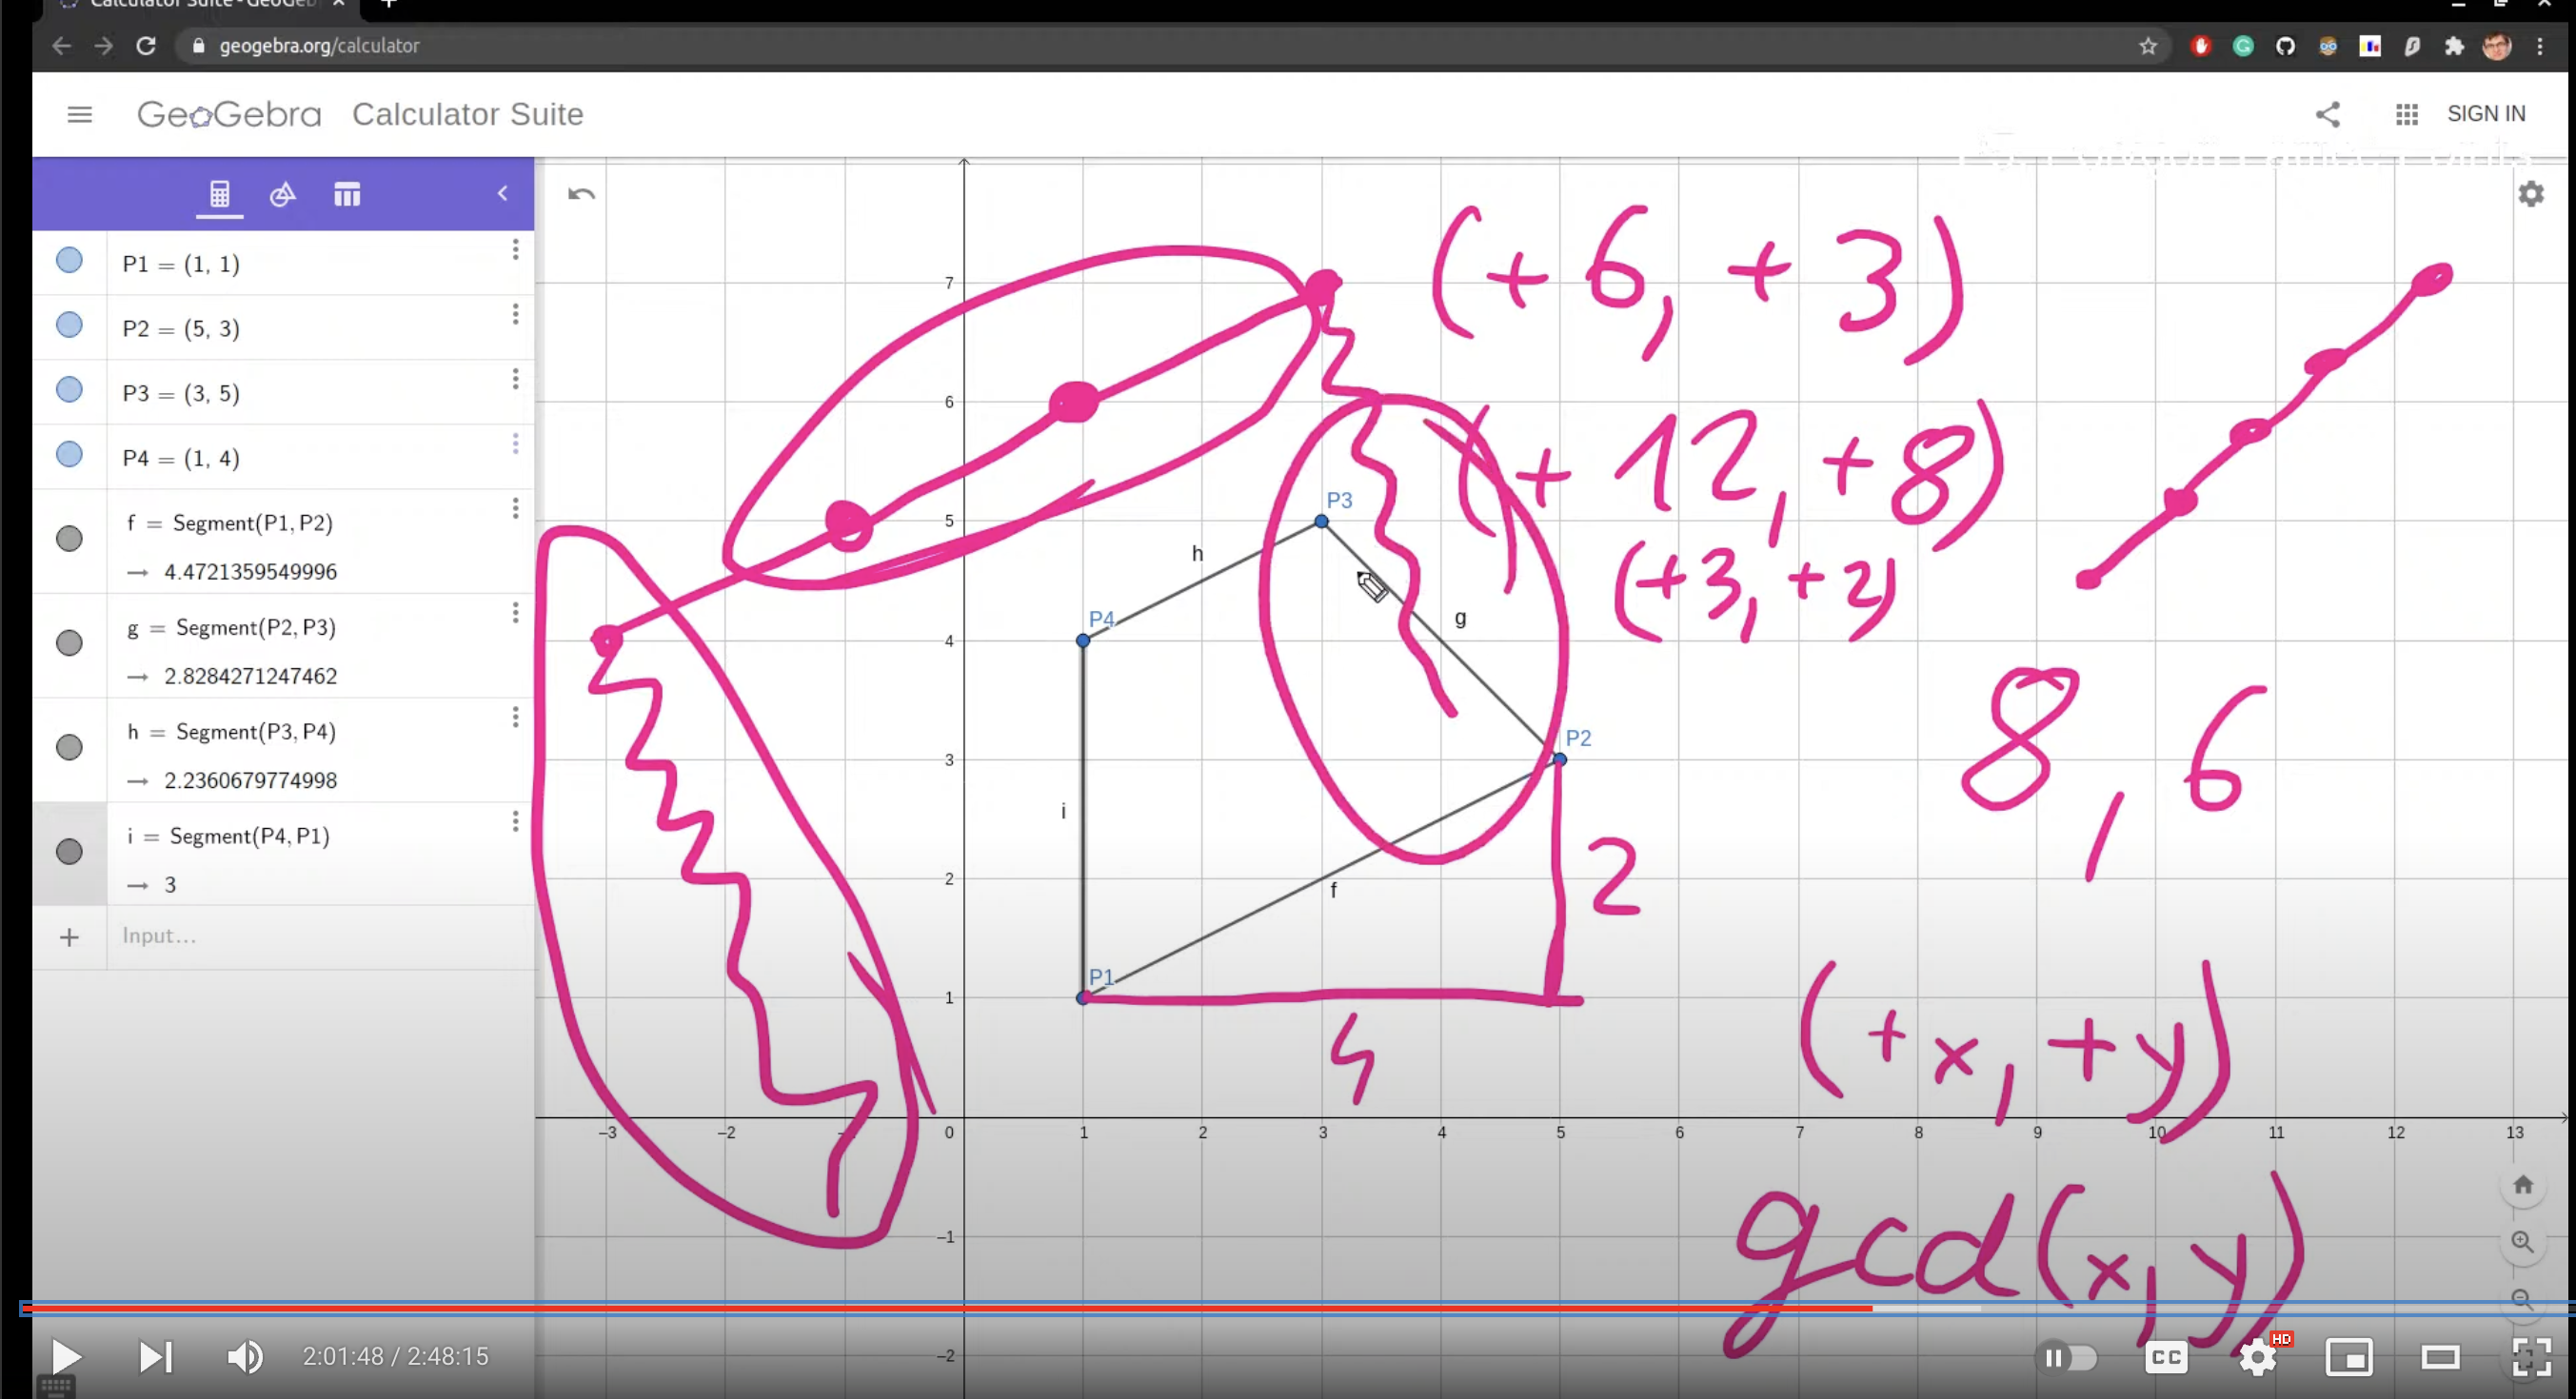 Calculator Suite - GeoGeb
geogebra.org/calculator
GeoGebra Calculator Suite
SIGN IN
P1 = (1, 1)
P2 = (5, 3)
P3 = (3, 5)
P4 = (1, 4)
f = Segment(P1, P2)
→ 4.4721359549996
g = Segment(P2, P3)
→ 2.8284271247462
h = Segment(P3, P4)
→ 2.2360679774998
i = Segment(P4, P1)
→ 3
+ Input...
7
6
5
4
3
2
1
0
–1
–2
–3
–2
1
2
3
4
5
6
7
8
9
10
11
12
13
P3
h
P4
g
P2
i
f
P1
(+6, +3)
(+12, +8)
(+3, +2)
8, 6
2
4
(+x, +y)
gcd(x, y)
2:01:48 / 2:48:15
CC
HD